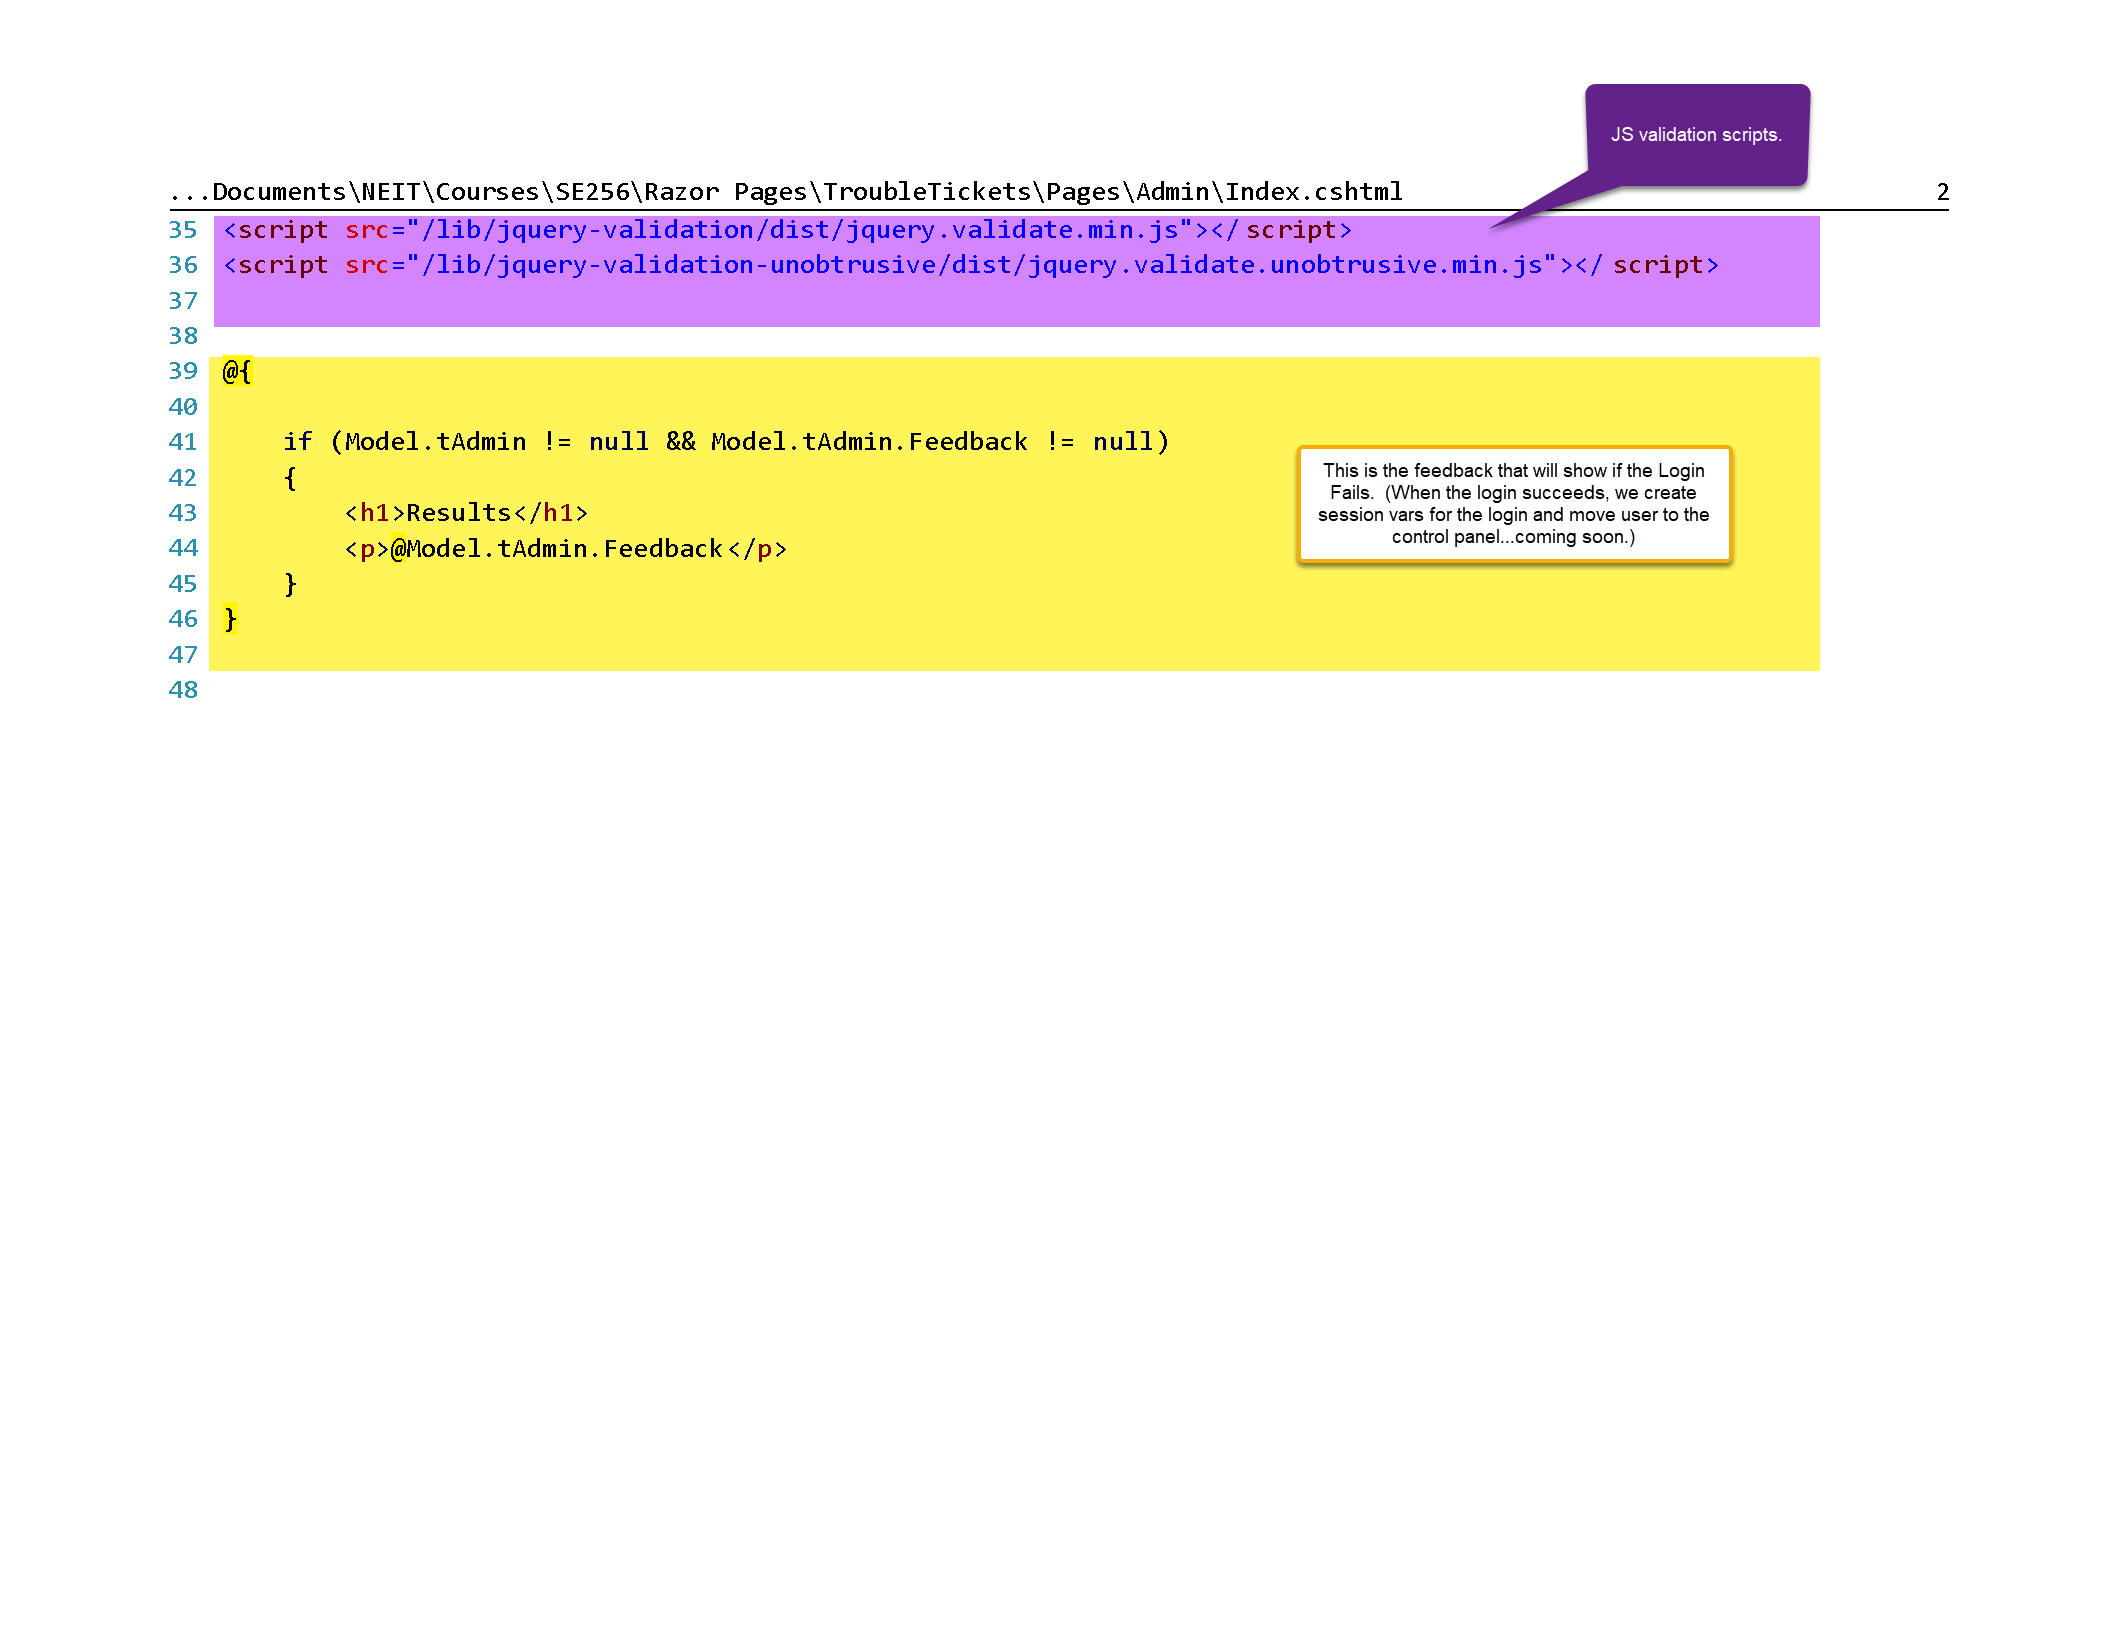 JS validation scripts.
...Documents\NEIT\Courses\SE256\Razor Pages\TroubleTickets\Pages\Admin\Index.cshtml 2
35 <script src="/lib/jquery-validation/dist/jquery.validate.min.js"></script>
36 <script src="/lib/jquery-validation-unobtrusive/dist/jquery.validate.unobtrusive.min.js"></script>
37
38
39 @{
40
41     if (Model.tAdmin != null && Model.tAdmin.Feedback != null)
42     {
43         <h1>Results</h1>
44         <p>@Model.tAdmin.Feedback</p>
45     }
46 }
47
48
This is the feedback that will show if the Login
Fails. (When the login succeeds, we create
session vars for the login and move user to the
control panel...coming soon.)